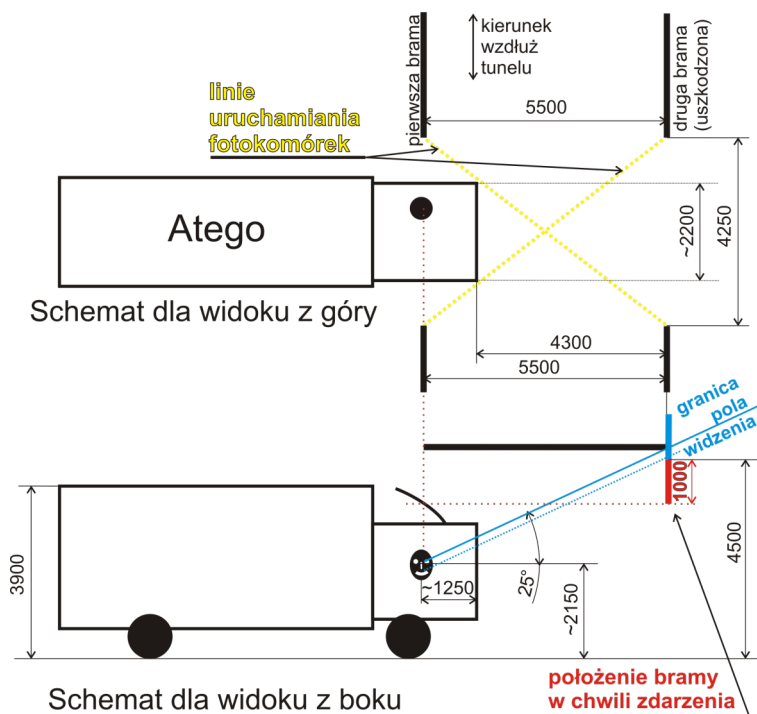 linie
uruchamiania
fotokomórek
pierwsza brama
kierunek
wzdłuż
tunelu
druga brama
(uszkodzona)
5500
Atego
~2200
4250
Schemat dla widoku z góry
4300
5500
granica
pola
widzenia
1000
3900
~1250
25°
~2150
4500
położenie bramy
w chwili zdarzenia
Schemat dla widoku z boku